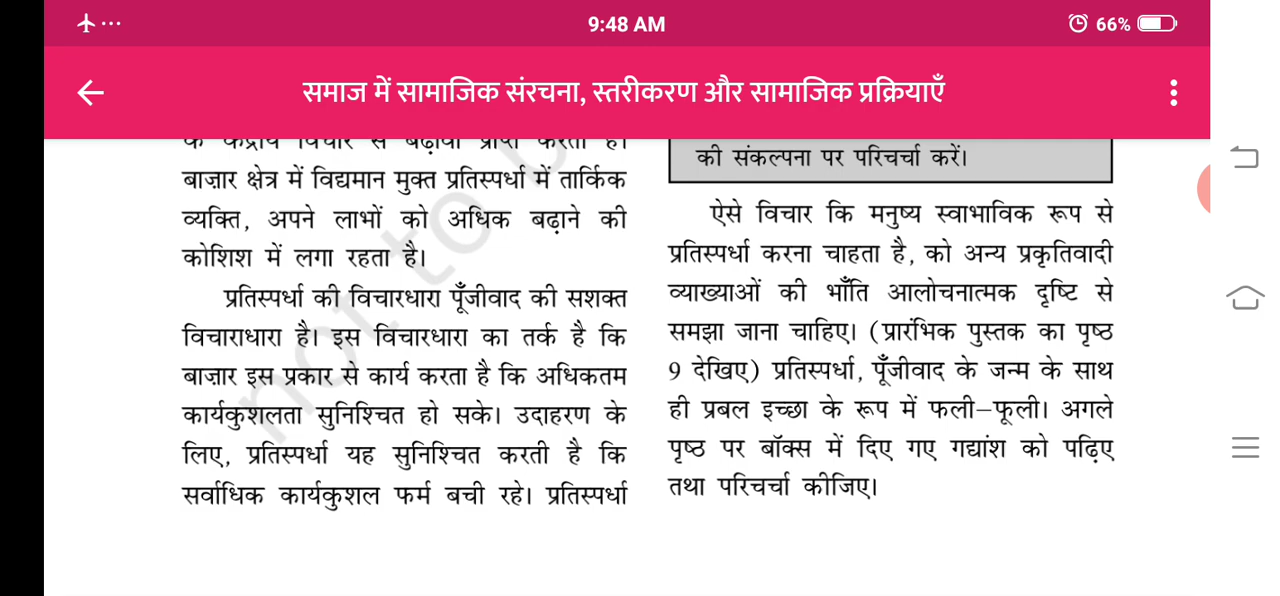 9:48 AM
66%
समाज में सामाजिक संरचना, स्तरीकरण और सामाजिक प्रक्रियाएँ
के केंद्रीय विचार से बढ़ावा प्राप्त करता है।
बाज़ार क्षेत्र में विद्यमान मुक्त प्रतिस्पर्धा में तार्किक
व्यक्ति, अपने लाभों को अधिक बढ़ाने की
कोशिश में लगा रहता है।
प्रतिस्पर्धा की विचारधारा पूँजीवाद की सशक्त
विचाराधारा है। इस विचारधारा का तर्क है कि
बाज़ार इस प्रकार से कार्य करता है कि अधिकतम
कार्यकुशलता सुनिश्चित हो सके। उदाहरण के
लिए, प्रतिस्पर्धा यह सुनिश्चित करती है कि
सर्वाधिक कार्यकुशल फर्म बची रहे। प्रतिस्पर्धा
की संकल्पना पर परिचर्चा करें।
ऐसे विचार कि मनुष्य स्वाभाविक रूप से
प्रतिस्पर्धा करना चाहता है, को अन्य प्रकृतिवादी
व्याख्याओं की भाँति आलोचनात्मक दृष्टि से
समझा जाना चाहिए। (प्रारंभिक पुस्तक का पृष्ठ
9 देखिए) प्रतिस्पर्धा, पूँजीवाद के जन्म के साथ
ही प्रबल इच्छा के रूप में फली–फूली। अगले
पृष्ठ पर बॉक्स में दिए गए गद्यांश को पढ़िए
तथा परिचर्चा कीजिए।
not to b